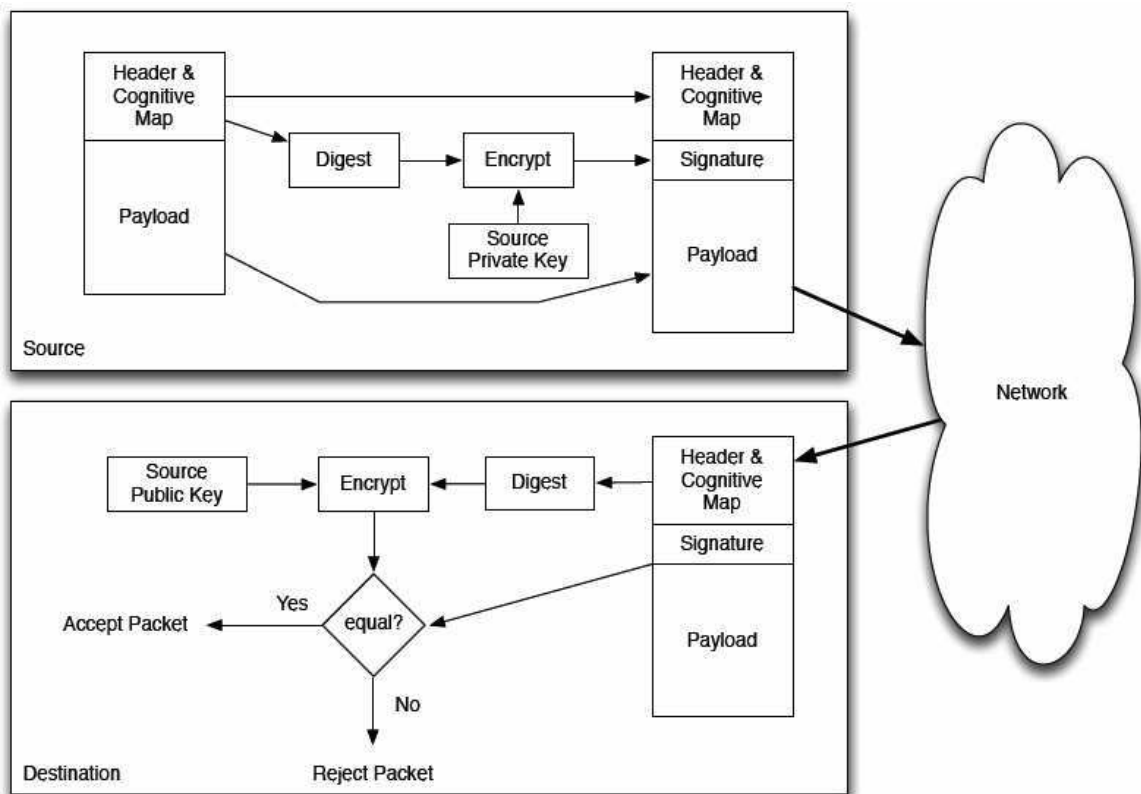 Header &
Cognitive
Map
Payload
Digest
Encrypt
Source
Private Key
Header &
Cognitive
Map
Signature
Payload
Source
Network
Source
Public Key
Encrypt
Digest
Header &
Cognitive
Map
Signature
Payload
equal?
Yes
Accept Packet
No
Reject Packet
Destination